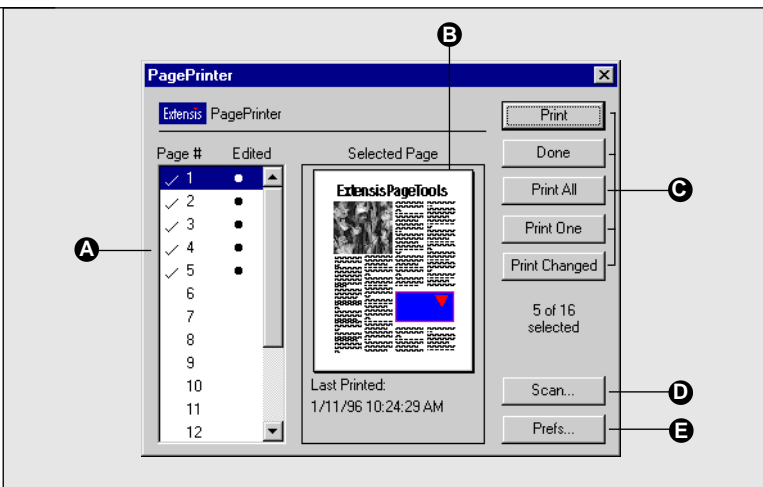 B
PagePrinter
Extensis PagePrinter
Page # Edited
1
2
3
4
5
6
7
8
9
10
11
12
A
Selected Page
ExtensisPageTools
Last Printed:
1/11/96 10:24:29 AM
Print
Done
Print All
C
Print One
Print Changed
5 of 16
selected
Scan...
D
Prefs...
E